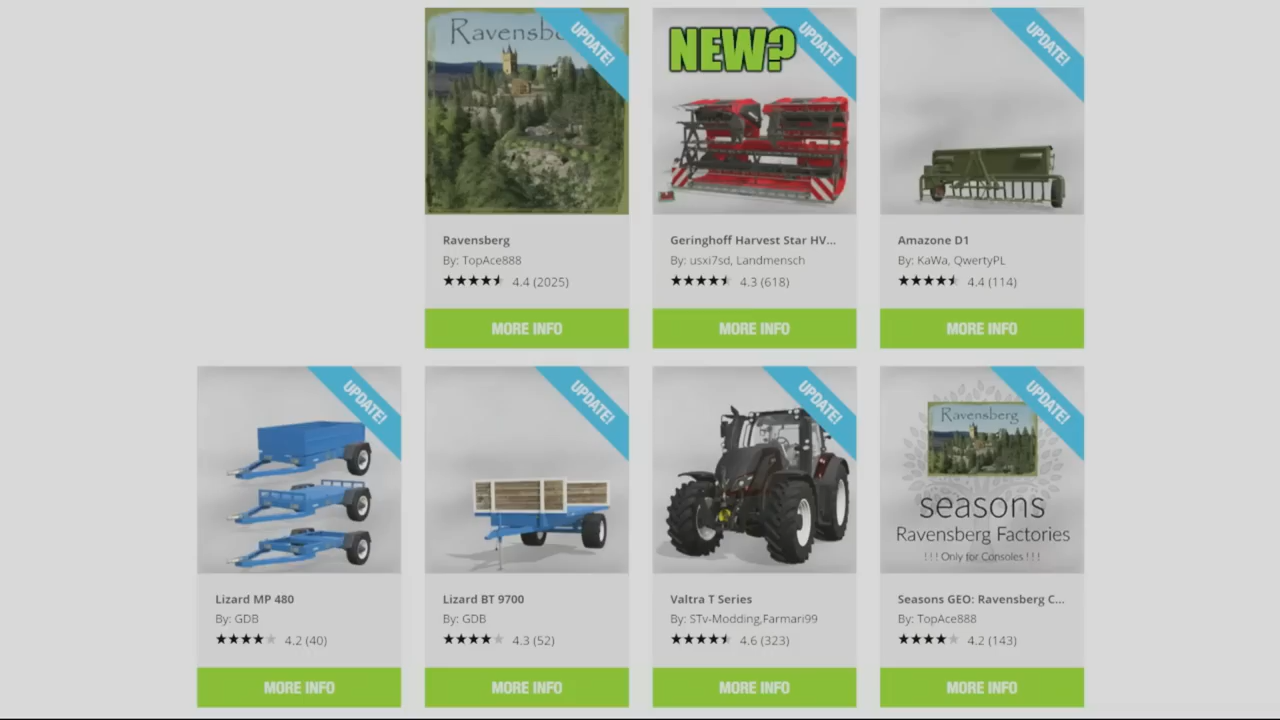 Ravensbe
UPDATE!
NEW?
UPDATE!
UPDATE!
Ravensberg
By: TopAce888
4.4 (2025)
MORE INFO
Geringhoff Harvest Star HV...
By: usxi7sd, Landmensch
4.3 (618)
MORE INFO
Amazone D1
By: KaWa, QwertyPL
4.4 (114)
MORE INFO
UPDATE!
UPDATE!
UPDATE!
Ravensberg
UPDATE!
seasons
Ravensberg Factories
! ! ! Only for Consoles ! ! !
Lizard MP 480
By: GDB
4.2 (40)
MORE INFO
Lizard BT 9700
By: GDB
4.3 (52)
MORE INFO
Valtra T Series
By: STv-Modding,Farmari99
4.6 (323)
MORE INFO
Seasons GEO: Ravensberg C...
By: TopAce888
4.2 (143)
MORE INFO